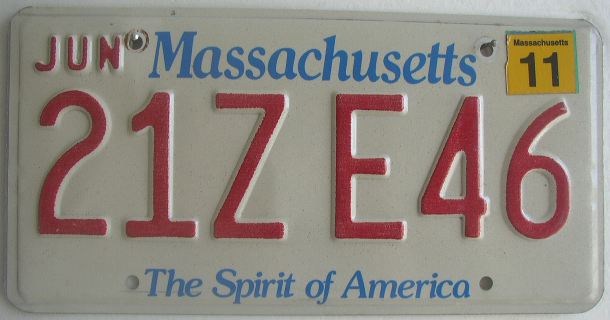 JUN Massachusetts
Massachusetts
11
21Z E46
The Spirit of America